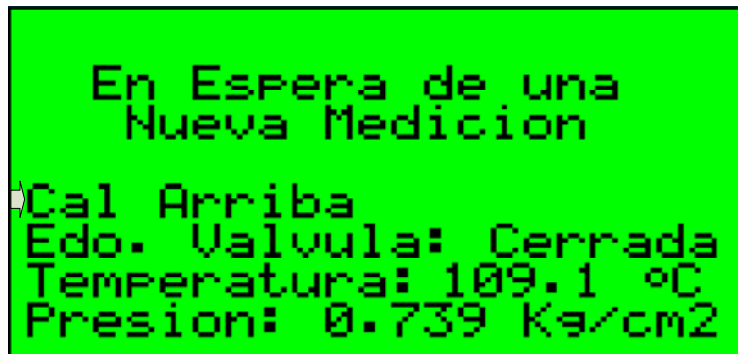 En Espera de una
Nueva Medicion
Cal Arriba
Edo. Valvula: Cerrada
Temperatura: 109.1 ºC
Presion: 0.739 Kg/cm2